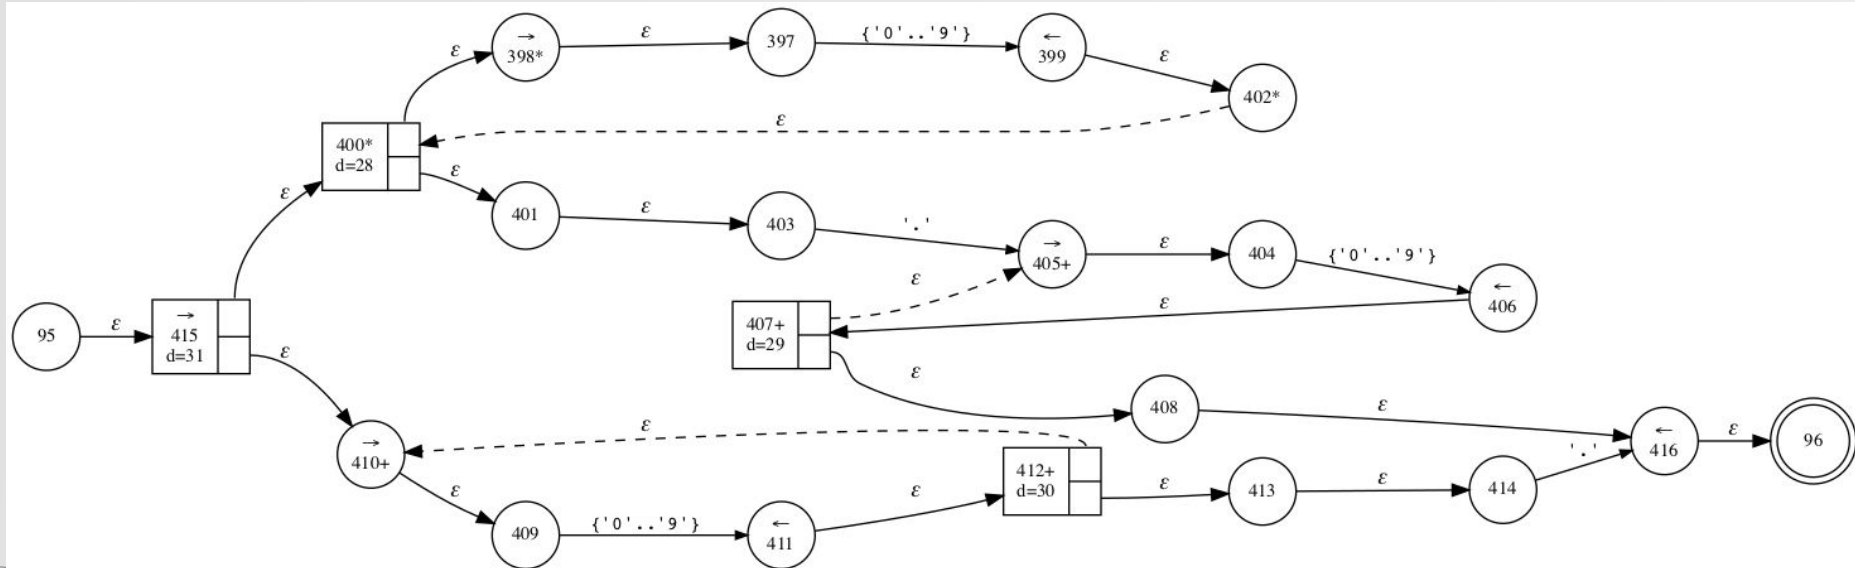 →
398*
ε
ε
397
{'0'..'9'}
←
399
ε
402*
ε
400*
d=28
ε
ε
401
ε
403
'.'
→
405+
ε
404
{'0'..'9'}
←
406
ε
ε
407+
d=29
ε
95
ε
→
415
d=31
ε
408
ε
→
410+
ε
ε
409
{'0'..'9'}
←
411
ε
412+
d=30
ε
413
ε
414
'.'
←
416
ε
96